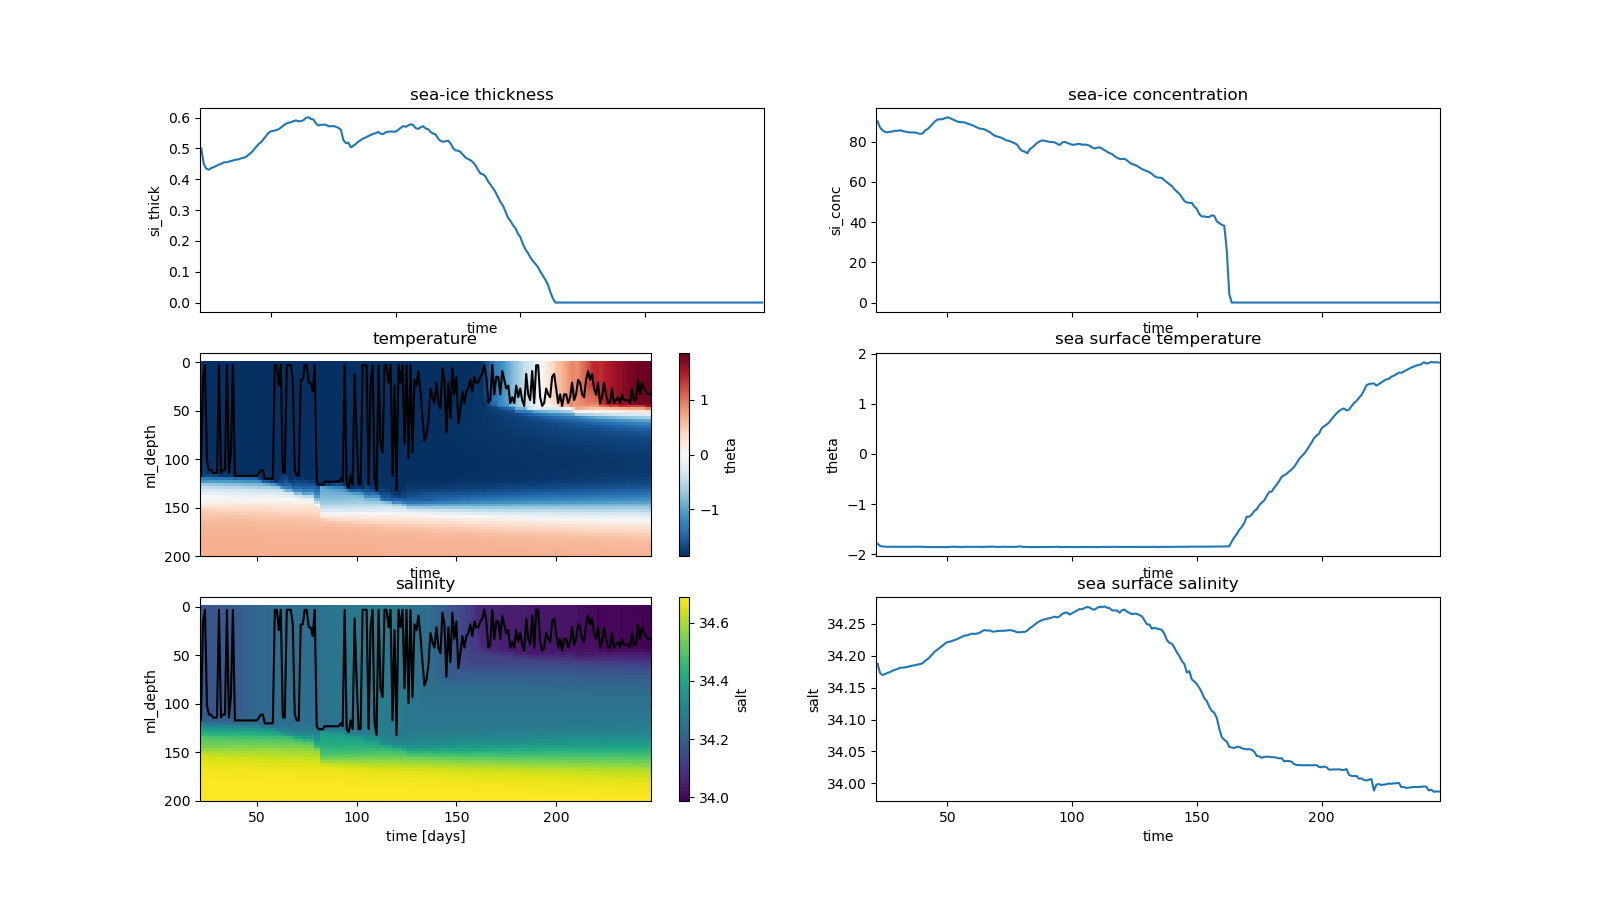 sea-ice thickness
0.6
0.5
0.4
0.3
0.2
0.1
0.0
si_thick
time
sea-ice concentration
80
60
40
20
0
si_conc
time
temperature
0
50
100
150
200
ml_depth
time
1
0
−1
theta
sea surface temperature
2
1
0
−1
−2
theta
time
salinity
0
50
100
150
200
ml_depth
50 100 150 200
time [days]
34.6
34.4
34.2
34.0
salt
sea surface salinity
34.25
34.20
34.15
34.10
34.05
34.00
salt
50 100 150 200
time